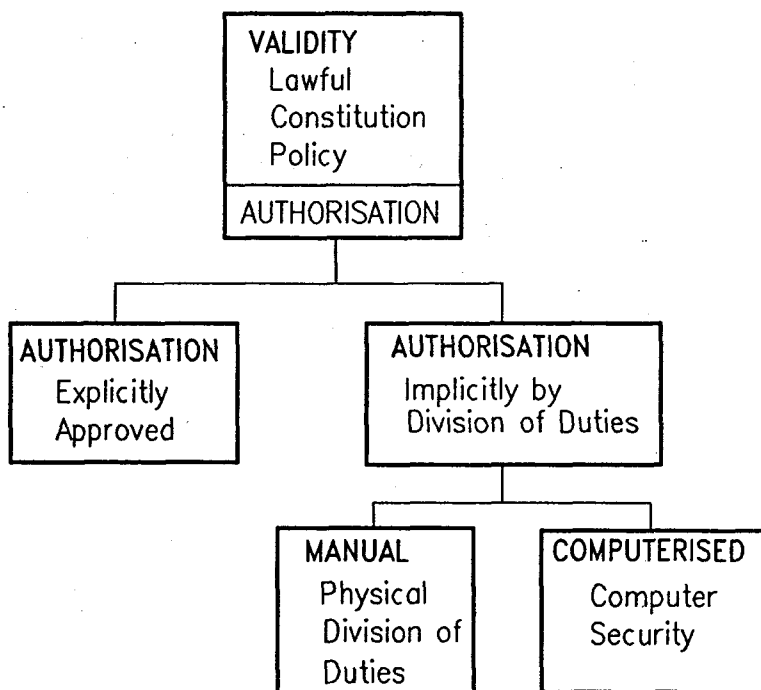 VALIDITY
Lawful
Constitution
Policy
AUTHORISATION
AUTHORISATION
Explicitly
Approved
AUTHORISATION
Implicitly by
Division of Duties
MANUAL
Physical
Division of
Duties
COMPUTERISED
Computer
Security